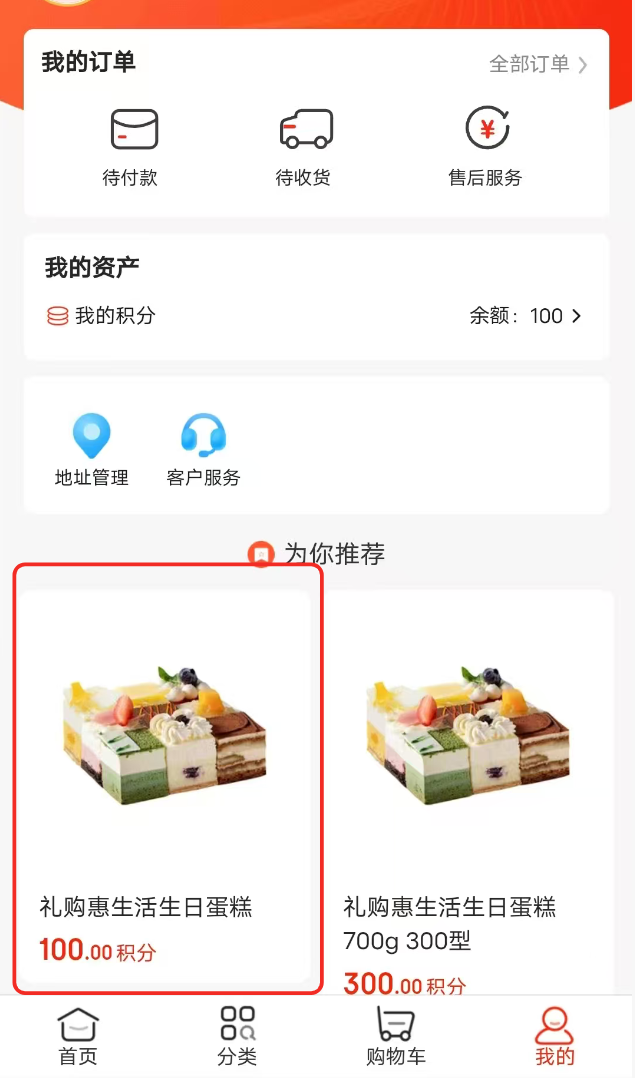 我的订单
全部订单
待付款
待收货
售后服务
我的资产
我的积分
余额：100
地址管理
客户服务
为你推荐
礼购惠生活生日蛋糕
100.00积分
礼购惠生活生日蛋糕
700g 300型
300.00积分
首页
分类
购物车
我的